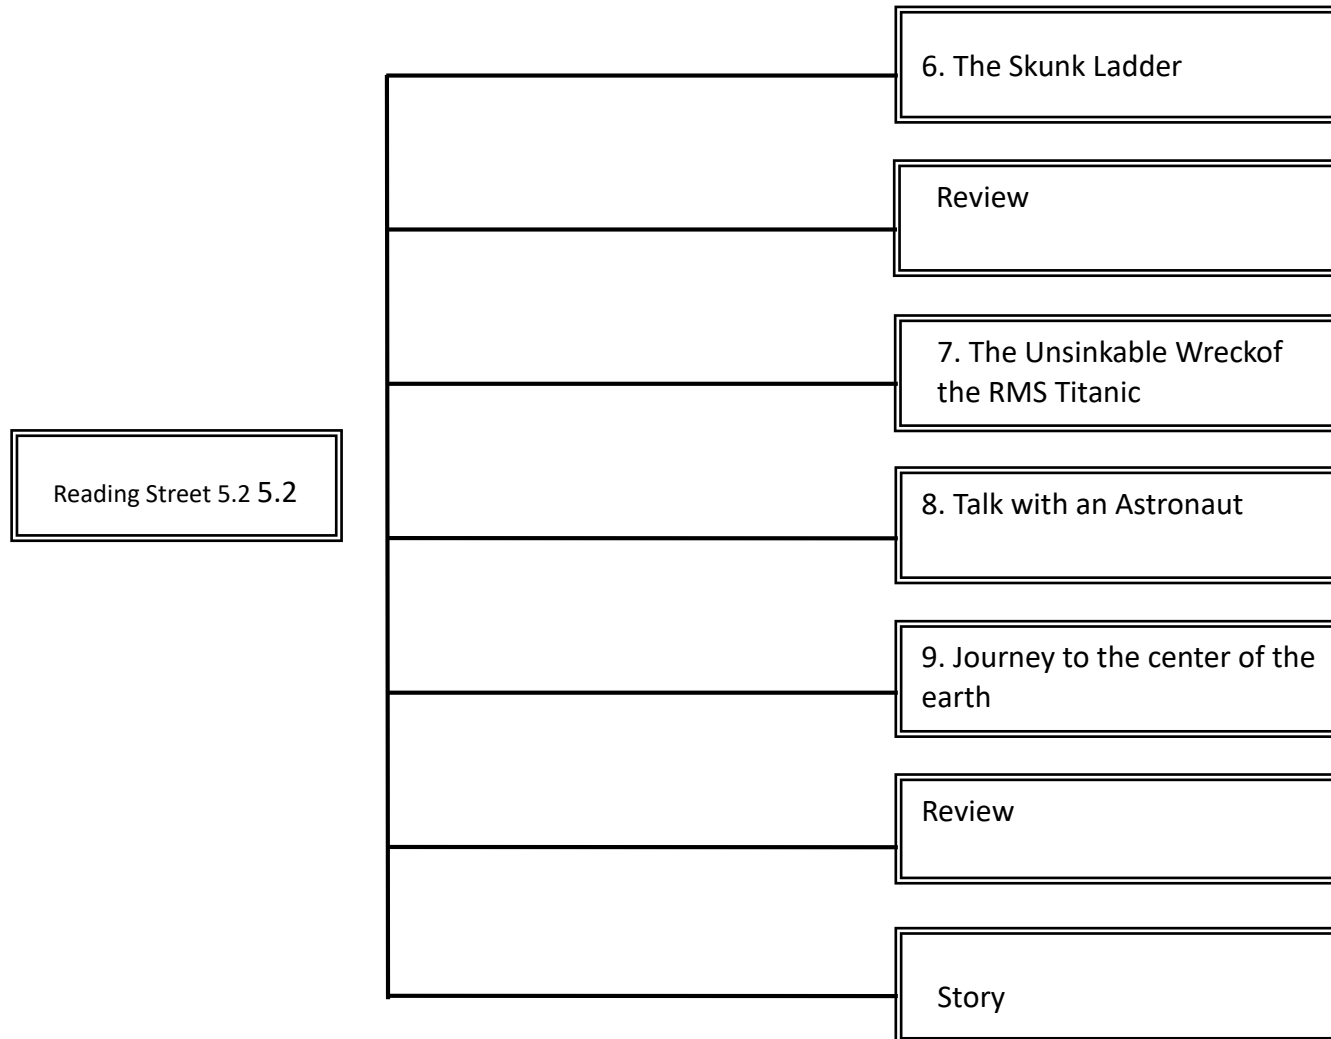 6. The Skunk Ladder
Review
7. The Unsinkable Wreckof
the RMS Titanic
Reading Street 5.2 5.2
8. Talk with an Astronaut
9. Journey to the center of the
earth
Review
Story